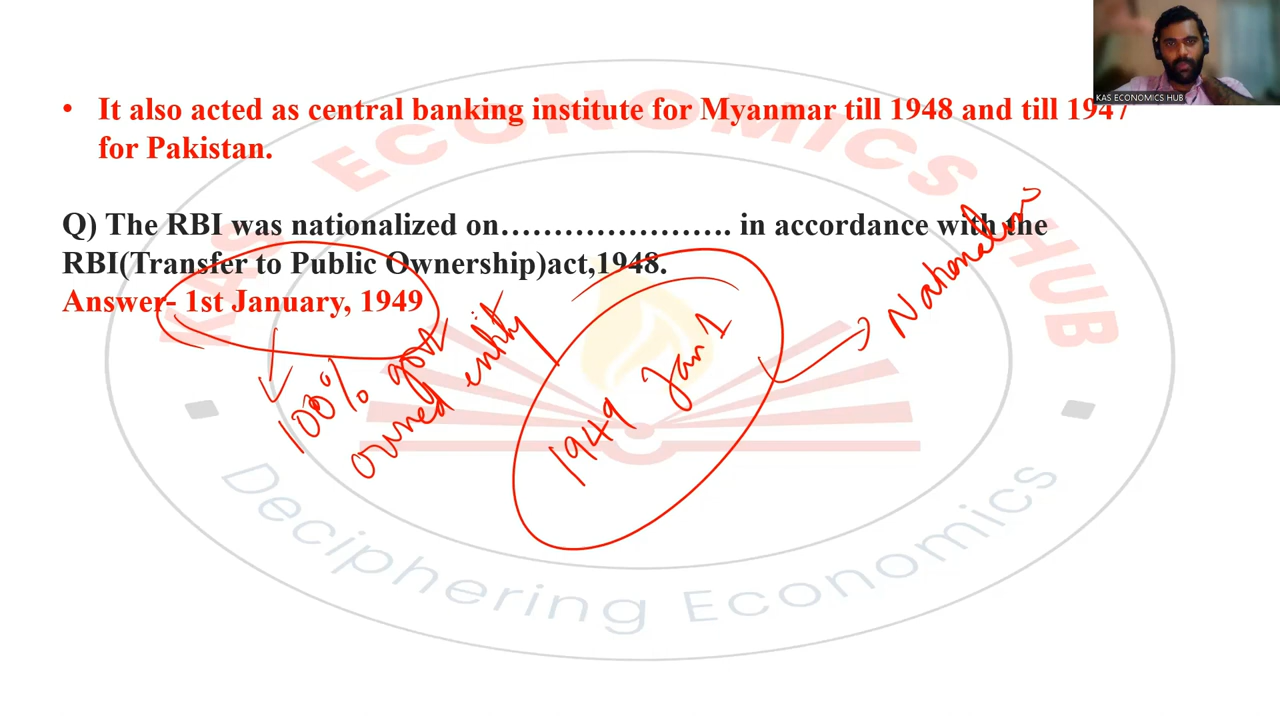 KAS ECONOMICS HUB
• It also acted as central banking institute for Myanmar till 1948 and till 1947
for Pakistan.
Q) The RBI was nationalized on………………….. in accordance with the
RBI(Transfer to Public Ownership)act,1948.
Answer- 1st January, 1949
100% govt
owned entity
1949 Jan 1
KAS ECONOMICS HUB
Deciphering Economics